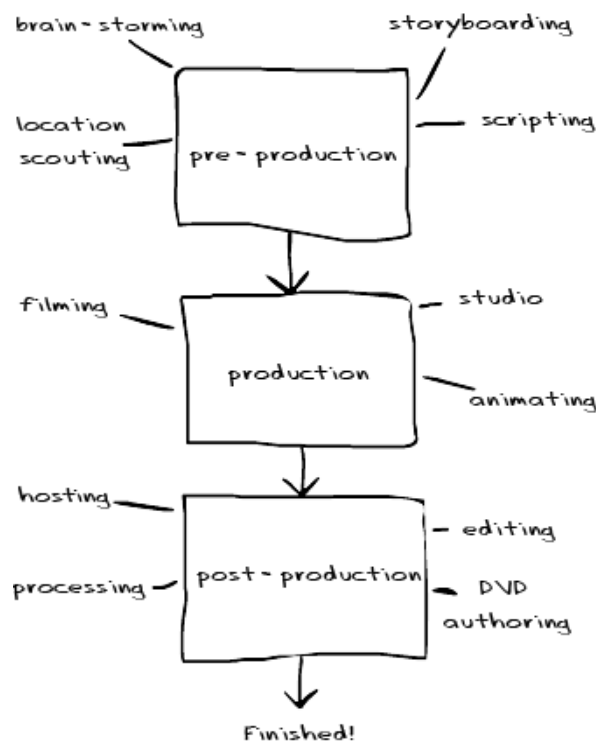 brain-storming
storyboarding
location
scouting
scripting
pre-production
filming
studio
production
animating
hosting
editing
processing
post-production
DVD
authoring
Finished!